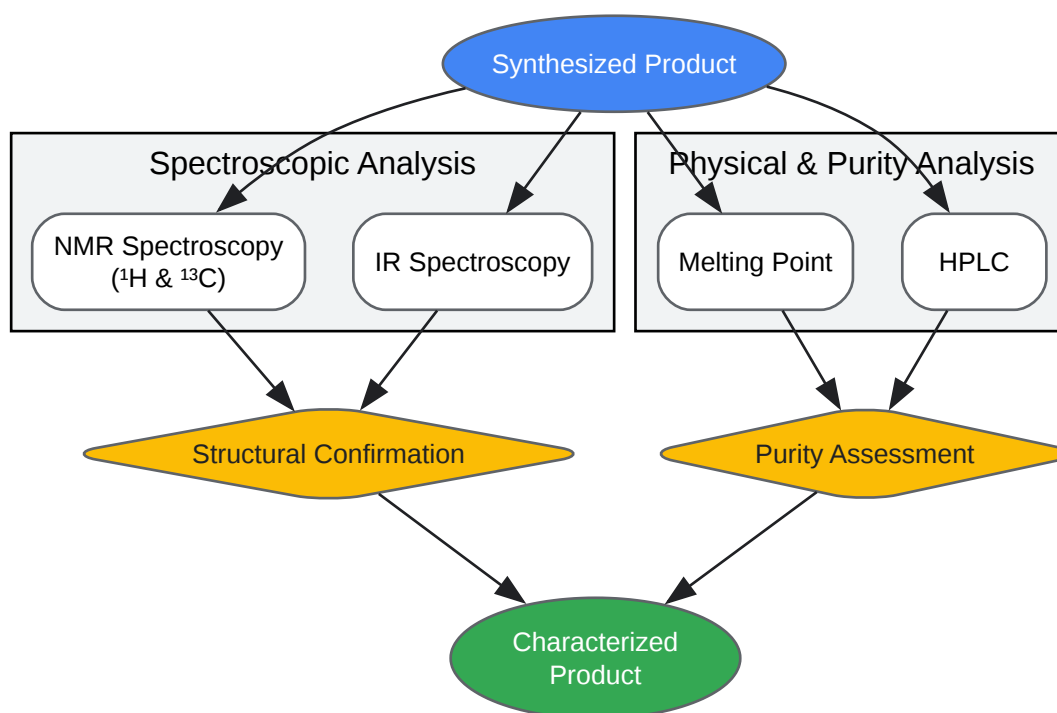 Synthesized Product
Spectroscopic Analysis
Physical & Purity Analysis
NMR Spectroscopy
(¹H & ¹³C)
IR Spectroscopy
Melting Point
HPLC
Structural Confirmation
Purity Assessment
Characterized
Product